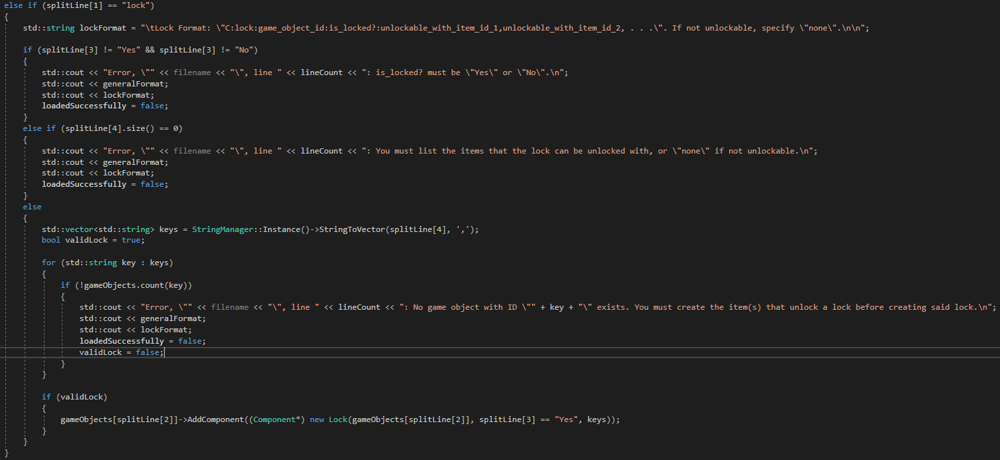 else if (splitLine[1] == "lock")
{
std::string lockFormat = "\tLock Format: \"C:lock:game_object_id:is_locked?:unlockable_with_item_id_1,unlockable_with_item_id_2, . . .\". If not unlockable, specify \"none\".\n\n";
if (splitLine[3] != "Yes" && splitLine[3] != "No")
{
std::cout << "Error, \"" << filename << "\", line " << lineCount << ": is_locked? must be \"Yes\" or \"No\".\n";
std::cout << generalFormat;
std::cout << lockFormat;
loadedSuccessfully = false;
}
else if (splitLine[4].size() == 0)
{
std::cout << "Error, \"" << filename << "\", line " << lineCount << ": You must list the items that the lock can be unlocked with, or \"none\" if not unlockable.\n";
std::cout << generalFormat;
std::cout << lockFormat;
loadedSuccessfully = false;
}
else
{
std::vector<std::string> keys = StringManager::Instance()->StringToVector(splitLine[4], ',');
bool validLock = true;
for (std::string key : keys)
{
if (!gameObjects.count(key))
{
std::cout << "Error, \"" << filename << "\", line " << lineCount << ": No game object with ID \"" + key + "\" exists. You must create the item(s) that unlock a lock before creating said lock.\n";
std::cout << generalFormat;
std::cout << lockFormat;
loadedSuccessfully = false;
validLock = false;
}
}
if (validLock)
{
gameObjects[splitLine[2]]->AddComponent((Component*) new Lock(gameObjects[splitLine[2]], splitLine[3] == "Yes", keys));
}
}
}